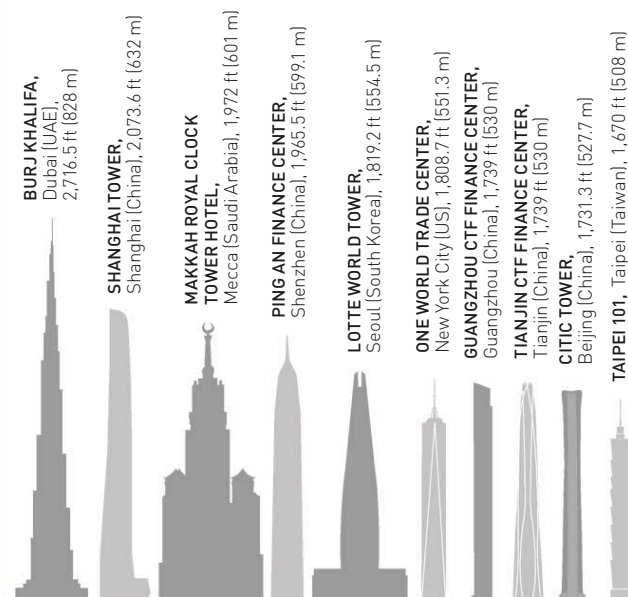 BURJ KHALIFA,
Dubai (UAE),
2,716.5 ft (828 m)
SHANGHAI TOWER,
Shanghai (China), 2,073.6 ft (632 m)
MAKKAH ROYAL CLOCK
TOWER HOTEL,
Mecca (Saudi Arabia), 1,972 ft (601 m)
PING AN FINANCE CENTER,
Shenzhen (China), 1,965.5 ft (599.1 m)
LOTTE WORLD TOWER,
Seoul (South Korea), 1,819.2 ft (554.5 m)
ONE WORLD TRADE CENTER,
New York City (US), 1,808.7 ft (551.3 m)
GUANGZHOU CTF FINANCE CENTER,
Guangzhou (China), 1,739 ft (530 m)
TIANJIN CTF FINANCE CENTER,
Tianjin (China), 1,739 ft (530 m)
CITIC TOWER,
Beijing (China), 1,731.3 ft (527.7 m)
TAIPEI 101, Taipei (Taiwan), 1,670 ft (508 m)